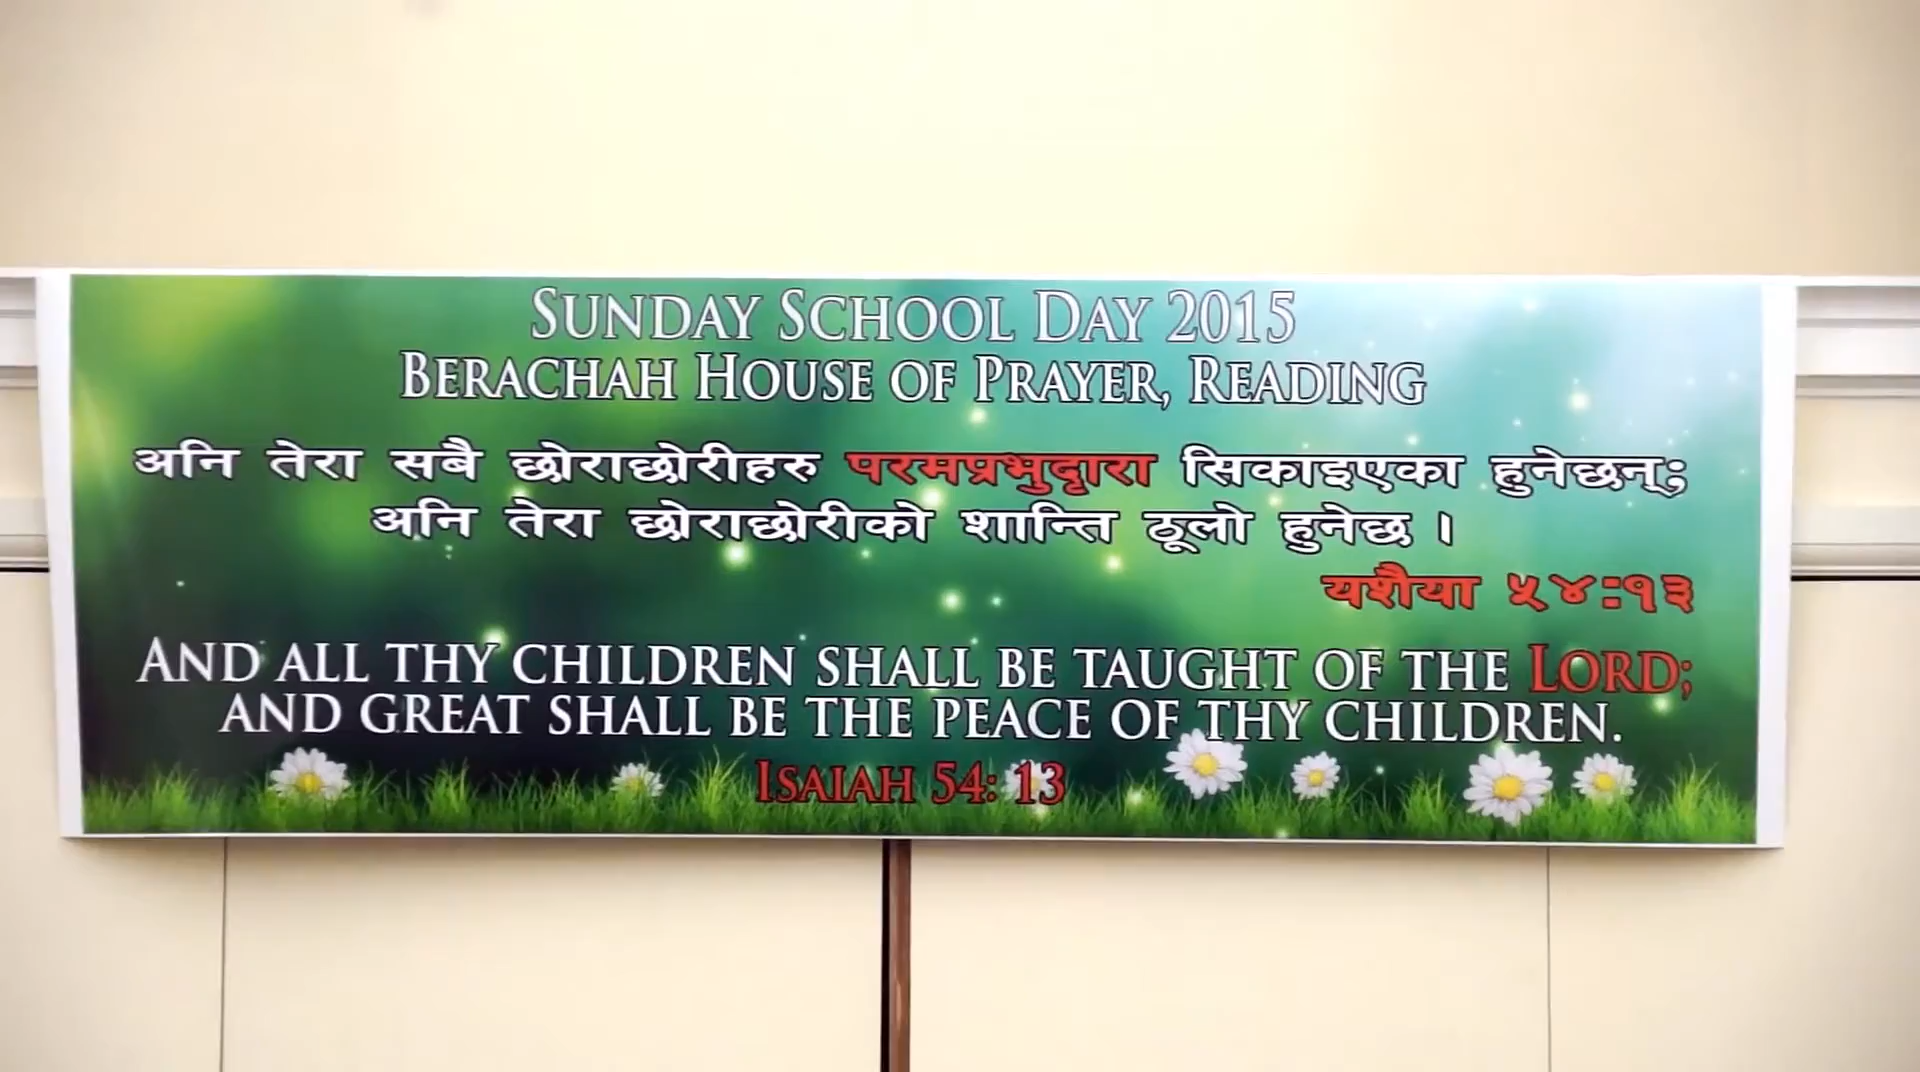 Sunday School Day 2015
Berachah House of Prayer, Reading
अनि तेरा सबै छोराछोरीहरु परमप्रभुद्वारा सिकाइएका हुनेछन्;
अनि तेरा छोराछोरीको शान्ति ठूलो हुनेछ ।
यशैया ५४:१३
And all thy children shall be taught of the Lord;
and great shall be the peace of thy children.
Isaiah 54: 13